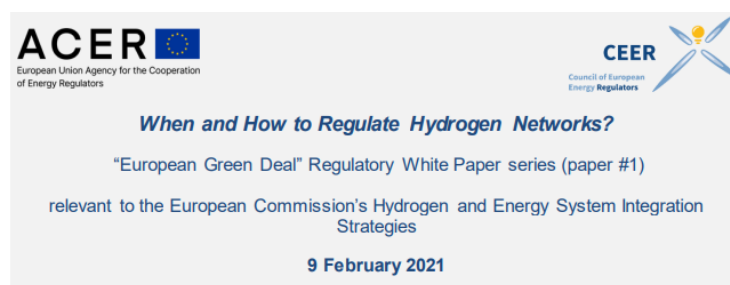 ACER
European Union Agency for the Cooperation
of Energy Regulators
CEER
Council of European
Energy Regulators
When and How to Regulate Hydrogen Networks?
“European Green Deal” Regulatory White Paper series (paper #1)
relevant to the European Commission’s Hydrogen and Energy System Integration
Strategies
9 February 2021